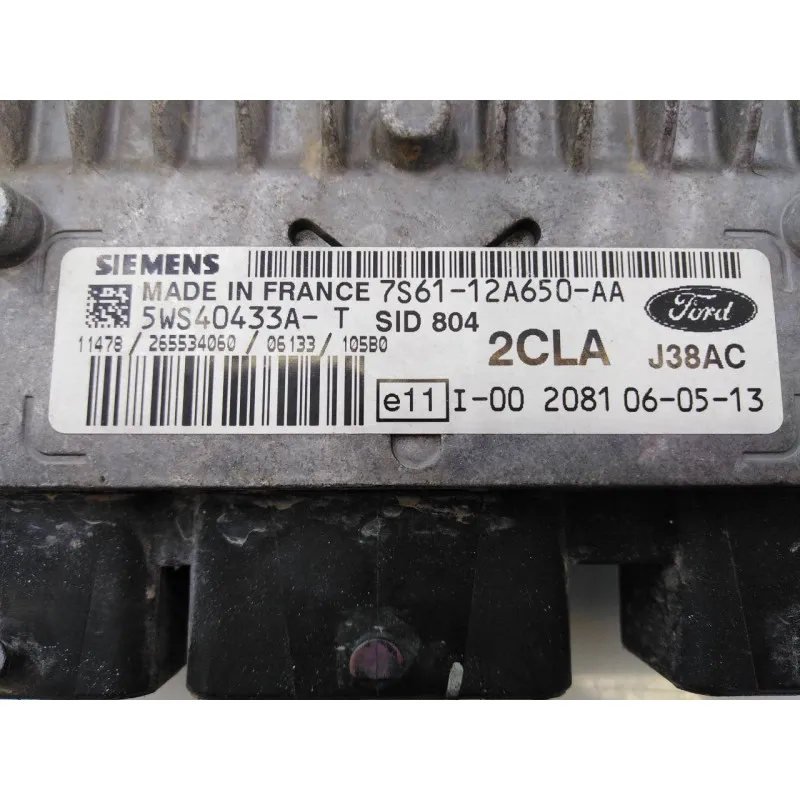 SIEMENS
MADE IN FRANCE 7S61-12A650-AA
5WS40433A- T SID 804
Ford
11478 / 265534060 / 06133 / 105B0
2CLA J38AC
e11 I-00 2081 06-05-13